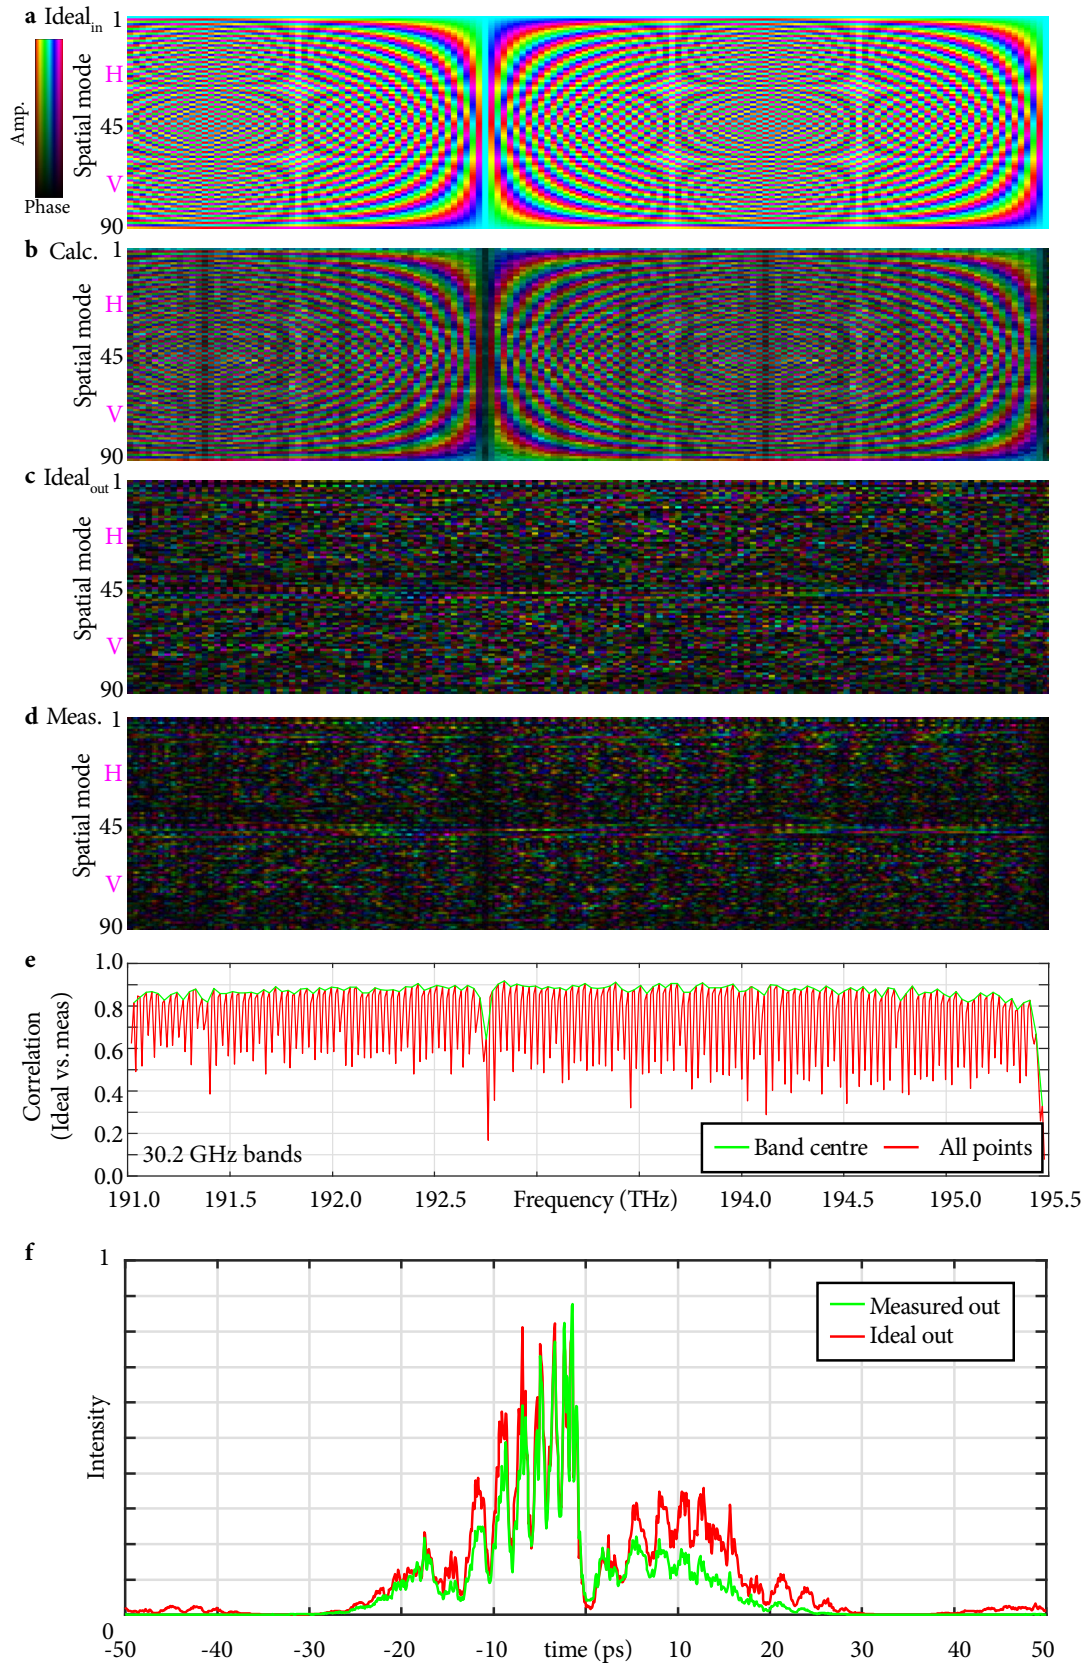 a Ideal_in 1
Amp.
Phase
Spatial mode
H
45
V
90
b Calc. 1
Spatial mode
H
45
V
90
c Ideal_out 1
Spatial mode
H
45
V
90
d Meas. 1
Spatial mode
H
45
V
90
e
1.0
0.8
0.6
0.4
0.2
0.0
Correlation
(Ideal vs. meas)
30.2 GHz bands
Band centre
All points
191.0 191.5 192.0 192.5 Frequency (THz) 194.0 194.5 195.0 195.5
f
1
Intensity
0
Measured out
Ideal out
-50 -40 -30 -20 -10 time (ps) 10 20 30 40 50